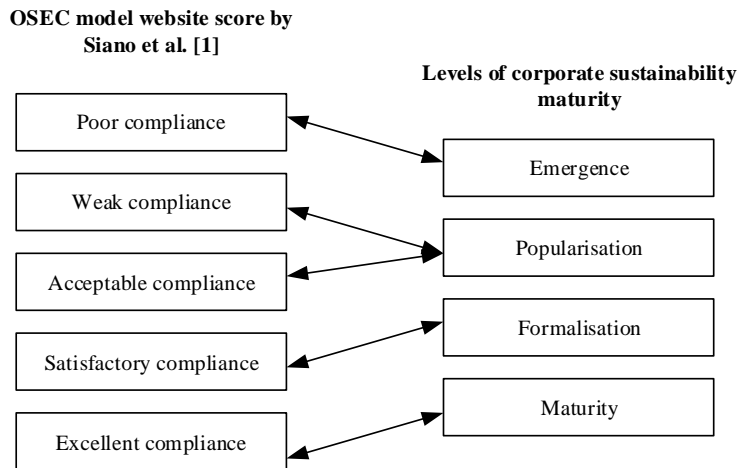 OSEC model website score by
Siano et al. [1]
Levels of corporate sustainability
maturity
Poor compliance
Emergence
Weak compliance
Popularisation
Acceptable compliance
Formalisation
Satisfactory compliance
Maturity
Excellent compliance